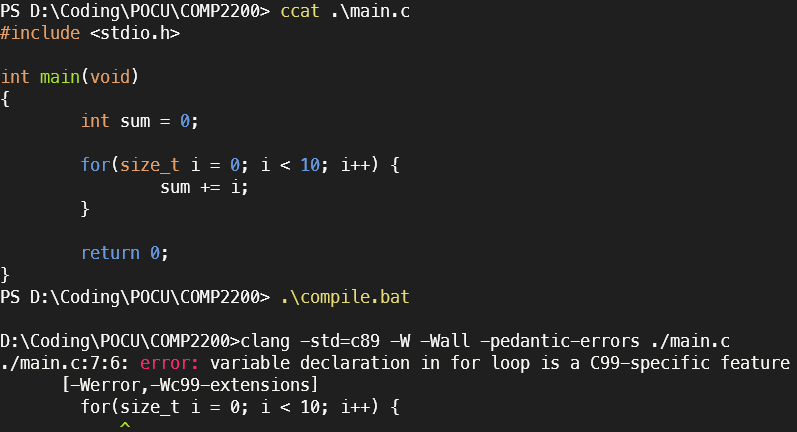 PS D:\Coding\POCU\COMP2200> ccat .\main.c
#include <stdio.h>
int main(void)
{
int sum = 0;
for(size_t i = 0; i < 10; i++) {
sum += i;
}
return 0;
}
PS D:\Coding\POCU\COMP2200> .\compile.bat
D:\Coding\POCU\COMP2200>clang -std=c89 -W -Wall -pedantic-errors ./main.c
./main.c:7:6: error: variable declaration in for loop is a C99-specific feature
[-Werror,-Wc99-extensions]
for(size_t i = 0; i < 10; i++) {
^